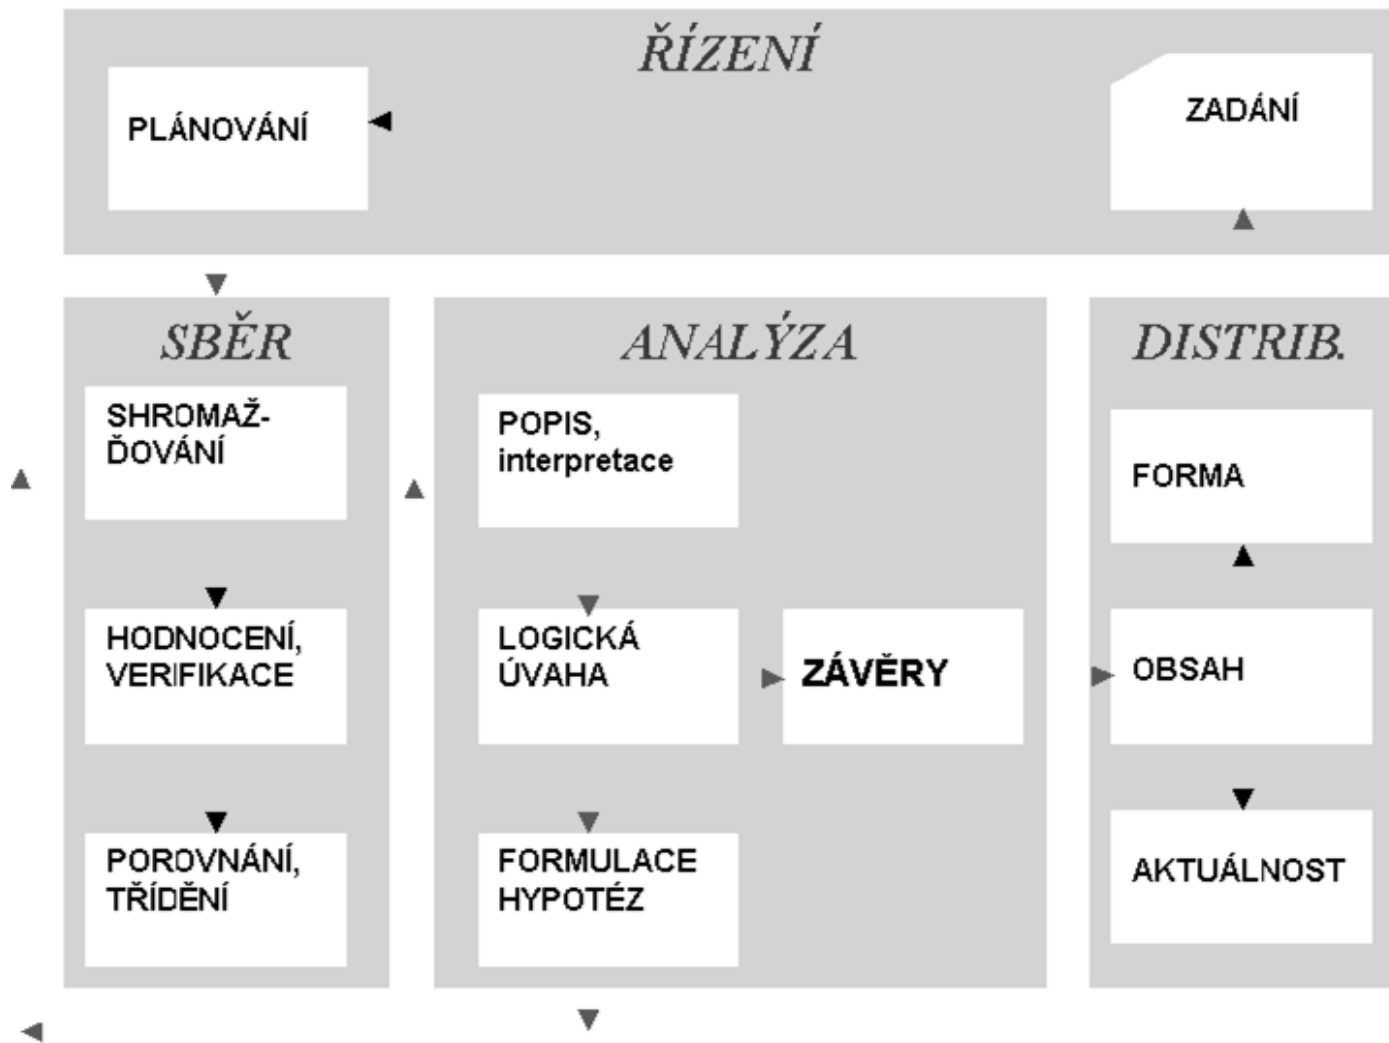 ŘÍZENÍ
PLÁNOVÁNÍ
ZADÁNÍ
SBĚR
SHROMAŽ-
ĎOVÁNÍ
HODNOCENÍ,
VERIFIKACE
POROVNÁNÍ,
TŘÍDĚNÍ
ANALÝZA
POPIS,
interpretace
LOGICKÁ
ÚVAHA
ZÁVĚRY
FORMULACE
HYPOTÉZ
DISTRIB.
FORMA
OBSAH
AKTUÁLNOST